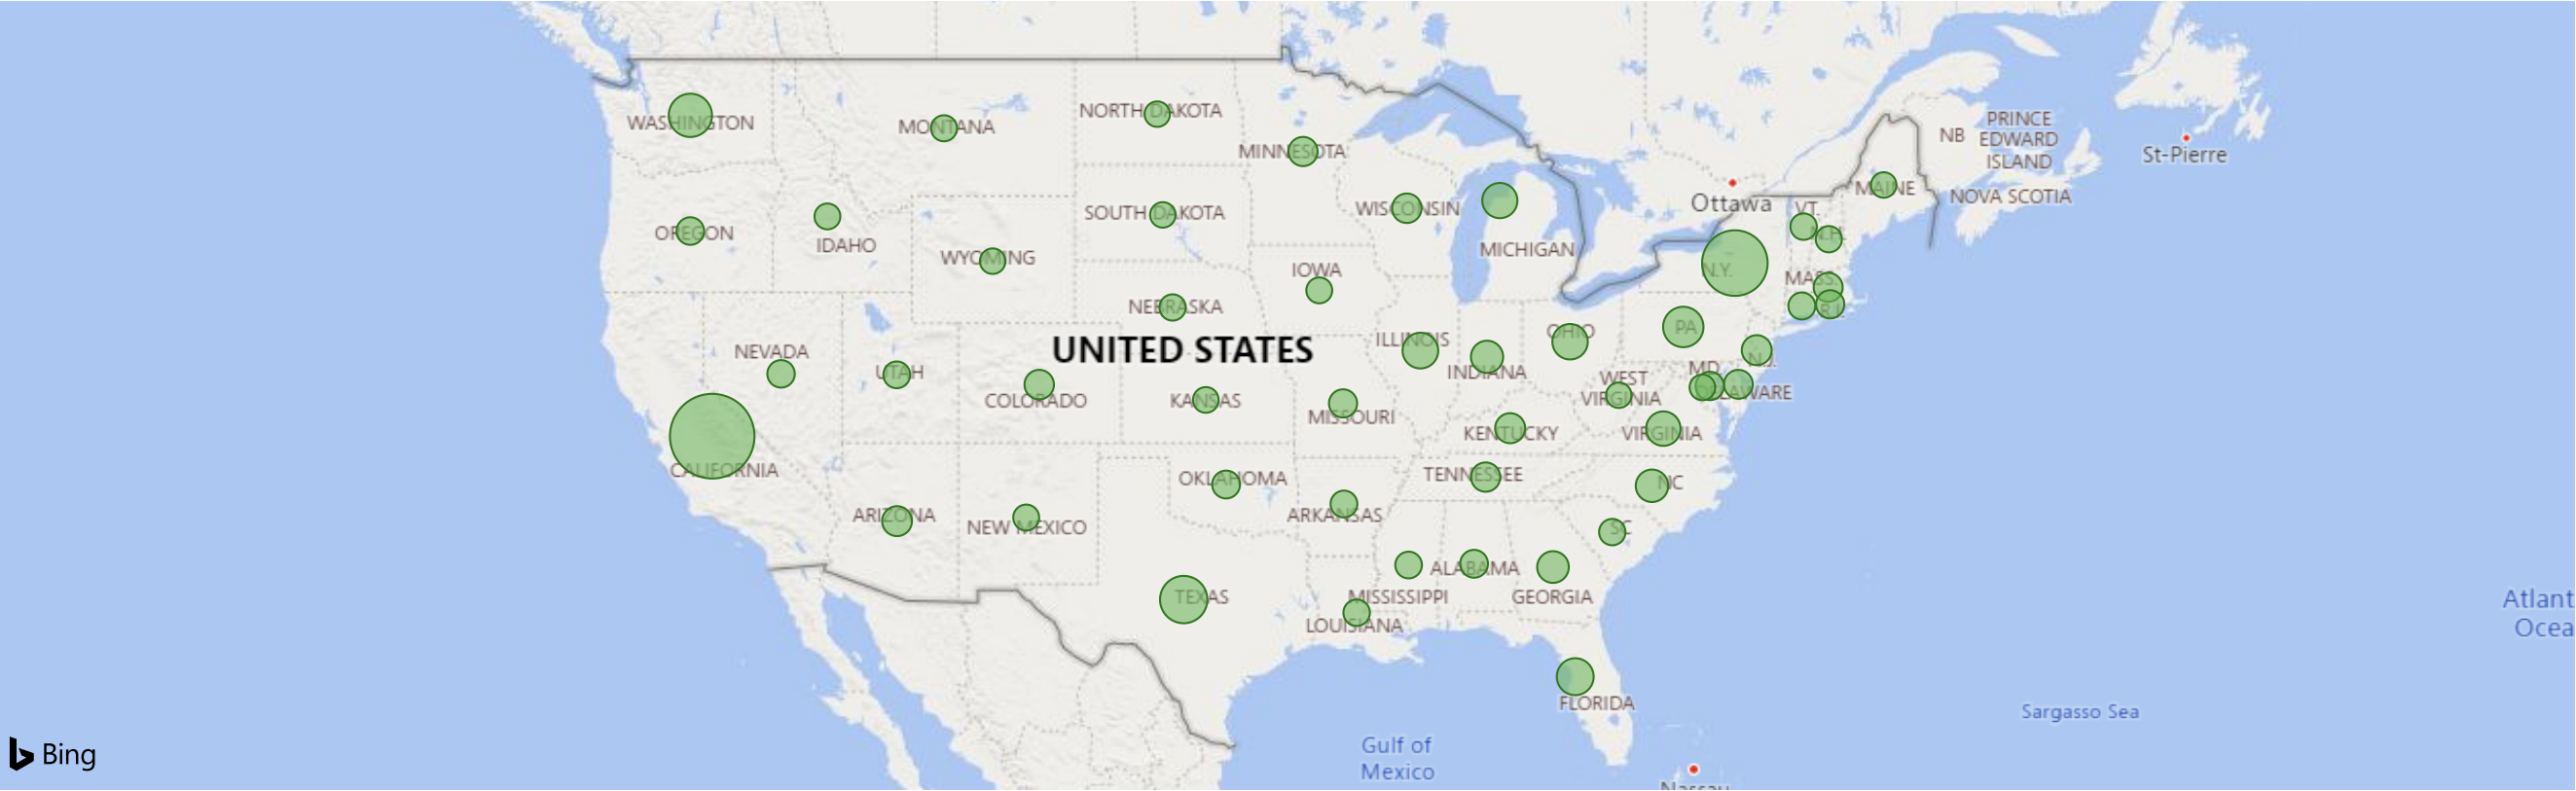 WASHINGTON
MONTANA
NORTH DAKOTA
MINNESOTA
NB
PRINCE
EDWARD
ISLAND
St-Pierre
OREGON
IDAHO
WYOMING
SOUTH DAKOTA
WISCONSIN
MICHIGAN
Ottawa
VT.
N.H.
MAINE
NOVA SCOTIA
NEBRASKA
IOWA
N.Y.
MASS.
R.I.
UNITED STATES
NEVADA
UTAH
COLORADO
KANSAS
MISSOURI
ILLINOIS
INDIANA
OHIO
PA
N.J.
MD
DELAWARE
WEST
VIRGINIA
KENTUCKY
VIRGINIA
CALIFORNIA
ARIZONA
NEW MEXICO
OKLAHOMA
ARKANSAS
TENNESSEE
NC
SC
TEXAS
MISSISSIPPI
ALABAMA
GEORGIA
LOUISIANA
FLORIDA
Atlant
Ocea
Sargasso Sea
Gulf of
Mexico
Nassau
Bing